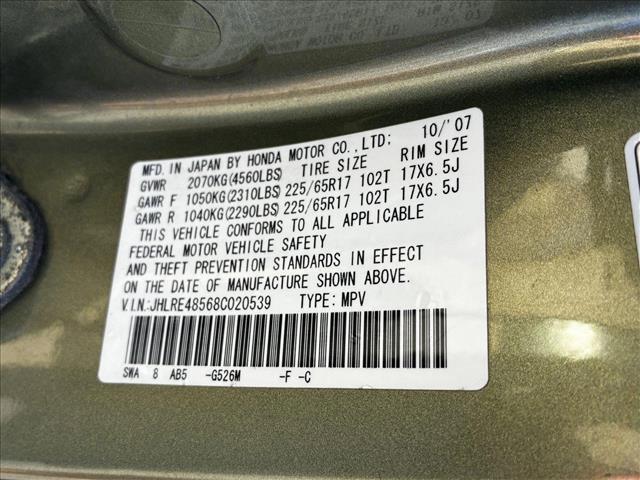 MFD. IN JAPAN BY HONDA MOTOR CO.,LTD: 10/'07
GVWR 2070KG(4560LBS) TIRE SIZE RIM SIZE
GAWR F 1050KG(2310LBS) 225/65R17 102T 17X6.5J
GAWR R 1040KG(2290LBS) 225/65R17 102T 17X6.5J
THIS VEHICLE CONFORMS TO ALL APPLICABLE
FEDERAL MOTOR VEHICLE SAFETY
AND THEFT PREVENTION STANDARDS IN EFFECT
ON THE DATE OF MANUFACTURE SHOWN ABOVE.
V.I.N.:JHLRE48568C020539 TYPE: MPV
SWA 8 AB5 -G526M -F -C